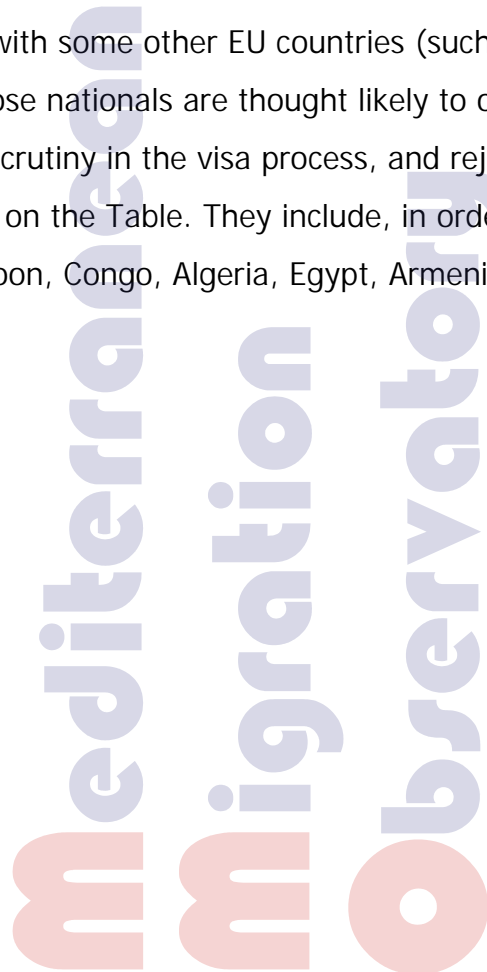 with some other EU countries (such
ose nationals are thought likely to
crutiny in the visa process, and rej
on the Table. They include, in orde
oon, Congo, Algeria, Egypt, Armeni
mediterranean
migration
observatory